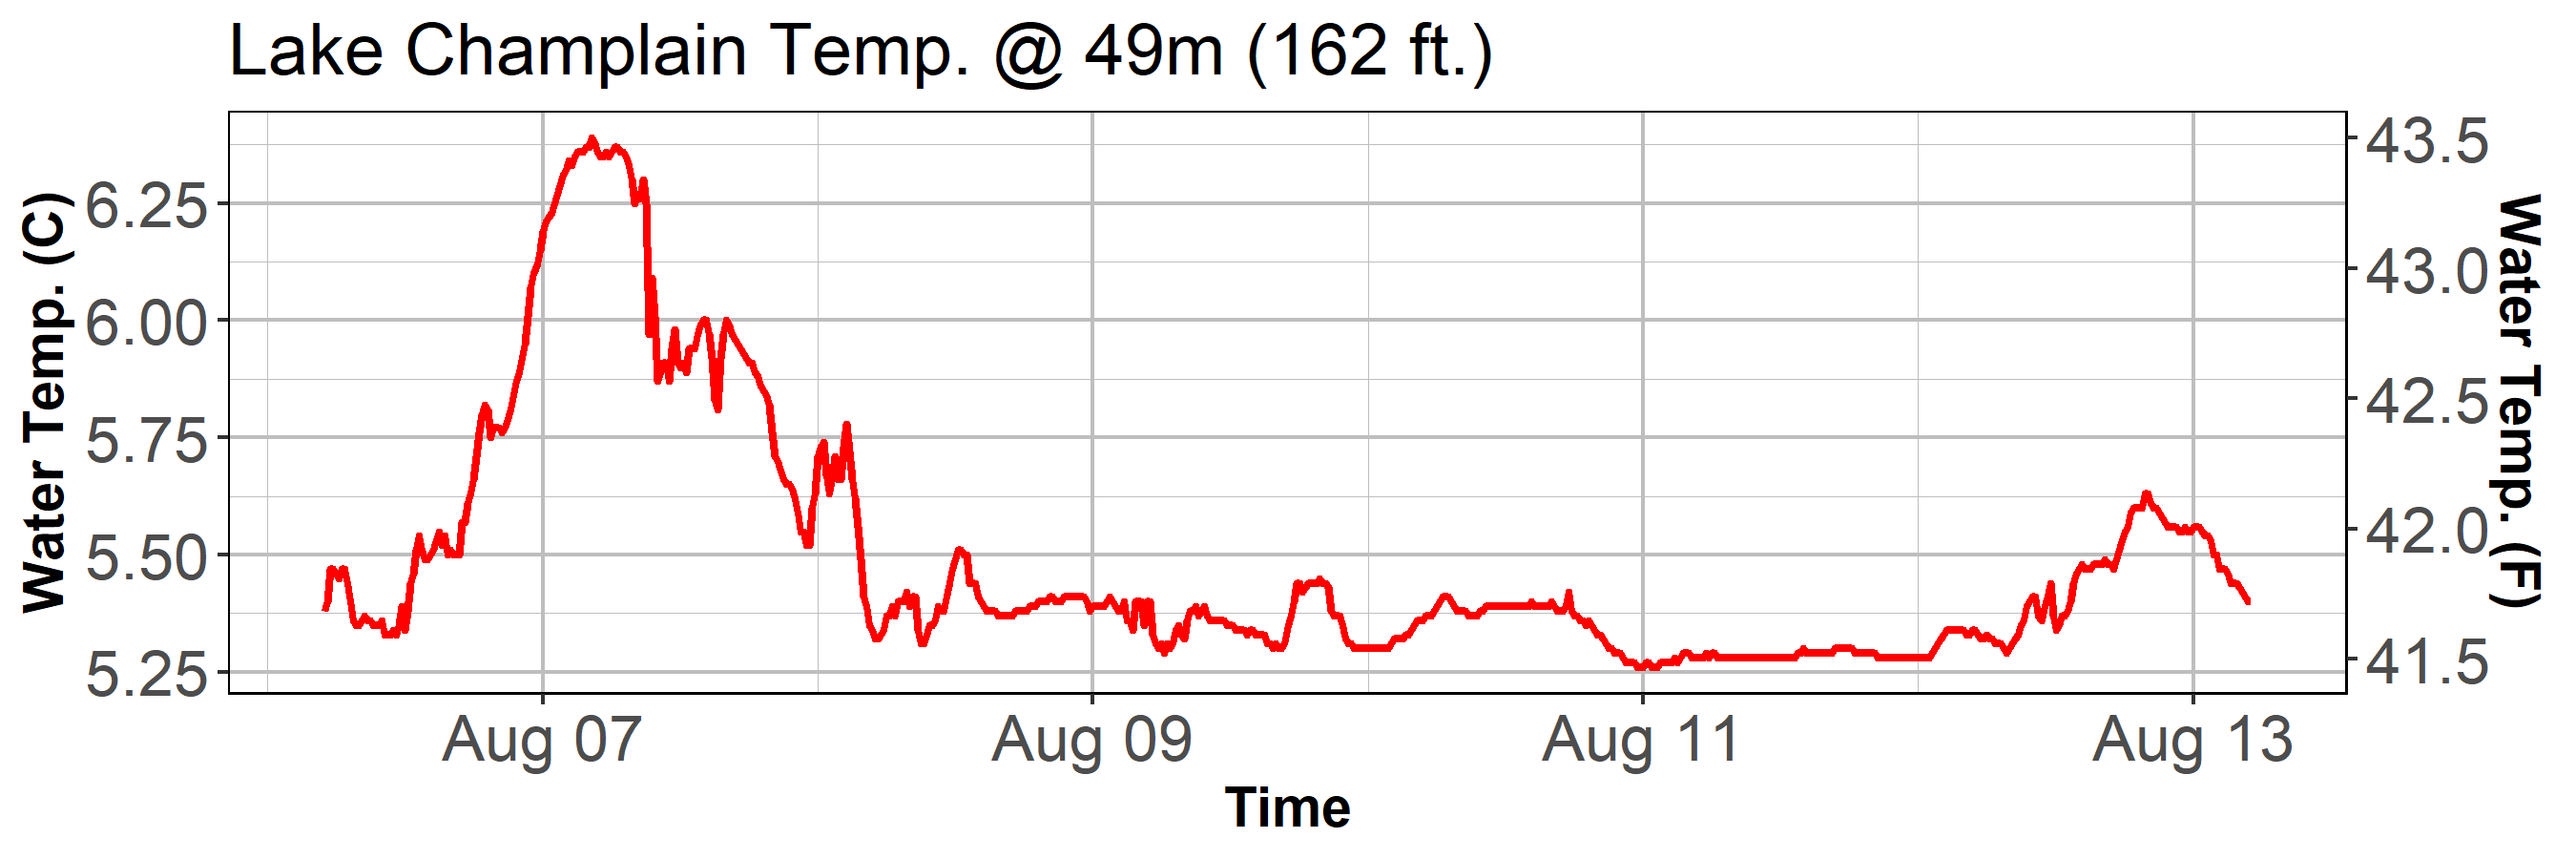 Lake Champlain Temp. @ 49m (162 ft.)
Water Temp. (C)
6.25
6.00
5.75
5.50
5.25
43.5
43.0
42.5
42.0
41.5
Water Temp. (F)
Aug 07
Aug 09
Aug 11
Aug 13
Time